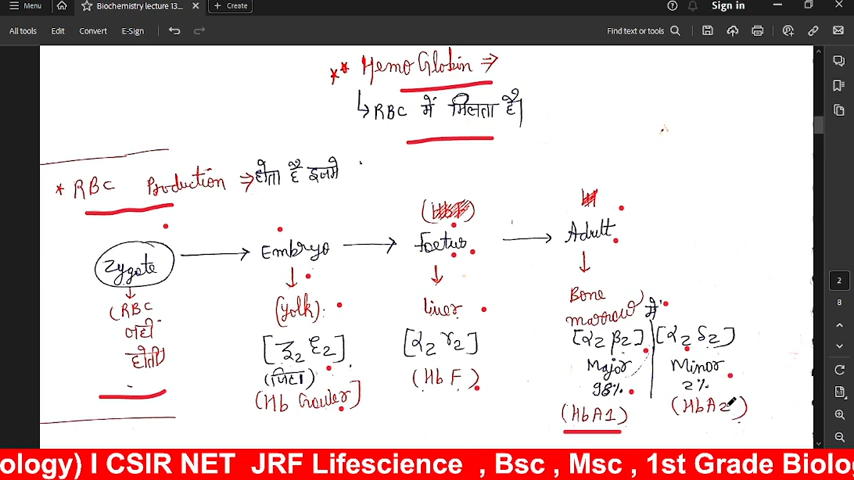 Menu
Biochemistry lecture 13...
Create
Sign in
All tools Edit Convert E-Sign
Find text or tools
** Hemo Globin ⇒
↳ RBC में मिलता है।
* RBC Production ⇒ होता है इनमे
Zygote → Embryo → Foetus → Adult
(RBC नही होती)
(Yolk)
[ζ2 ε2]
(जिटा)
(Hb Gower)
Liver
[α2 γ2]
(Hb F)
Bone marrow में
[α2 β2] | [α2 δ2]
Major 98%
Minor 2%
(HbA1)
(HbA2)
2
8
ology) I CSIR NET JRF Lifescience , Bsc , Msc , 1st Grade Biolo